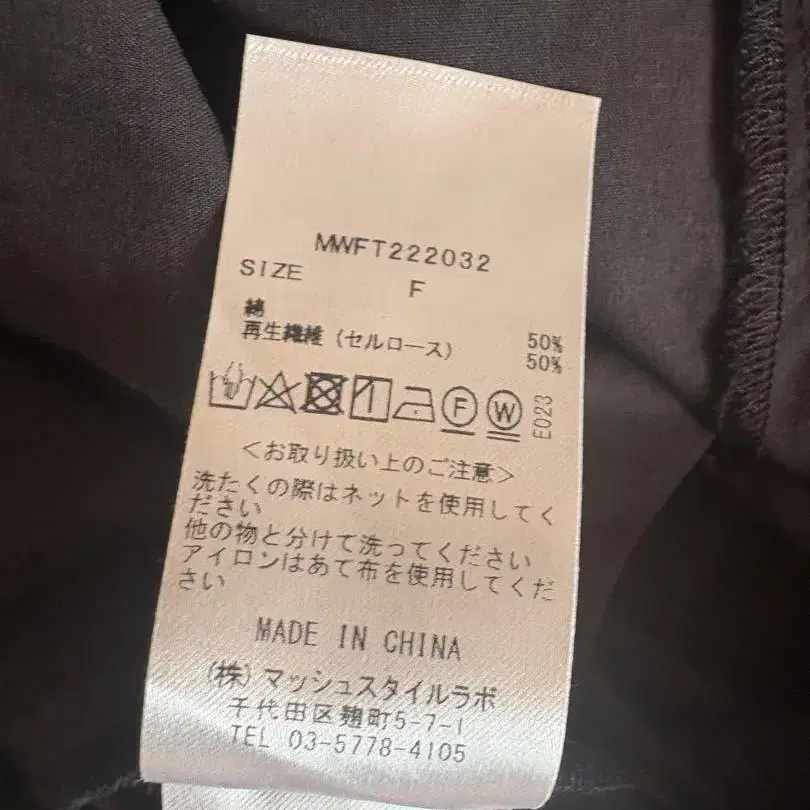 MWFT222032
SIZE F
綿 50%
再生繊維 (セルロース) 50%
F W E023
<お取り扱い上のご注意>
洗たくの際はネットを使用してく
ださい
他の物と分けて洗ってください
アイロンはあて布を使用してくだ
さい
MADE IN CHINA
(株)マッシュスタイルラボ
千代田区麹町5-7-1
TEL 03-5778-4105